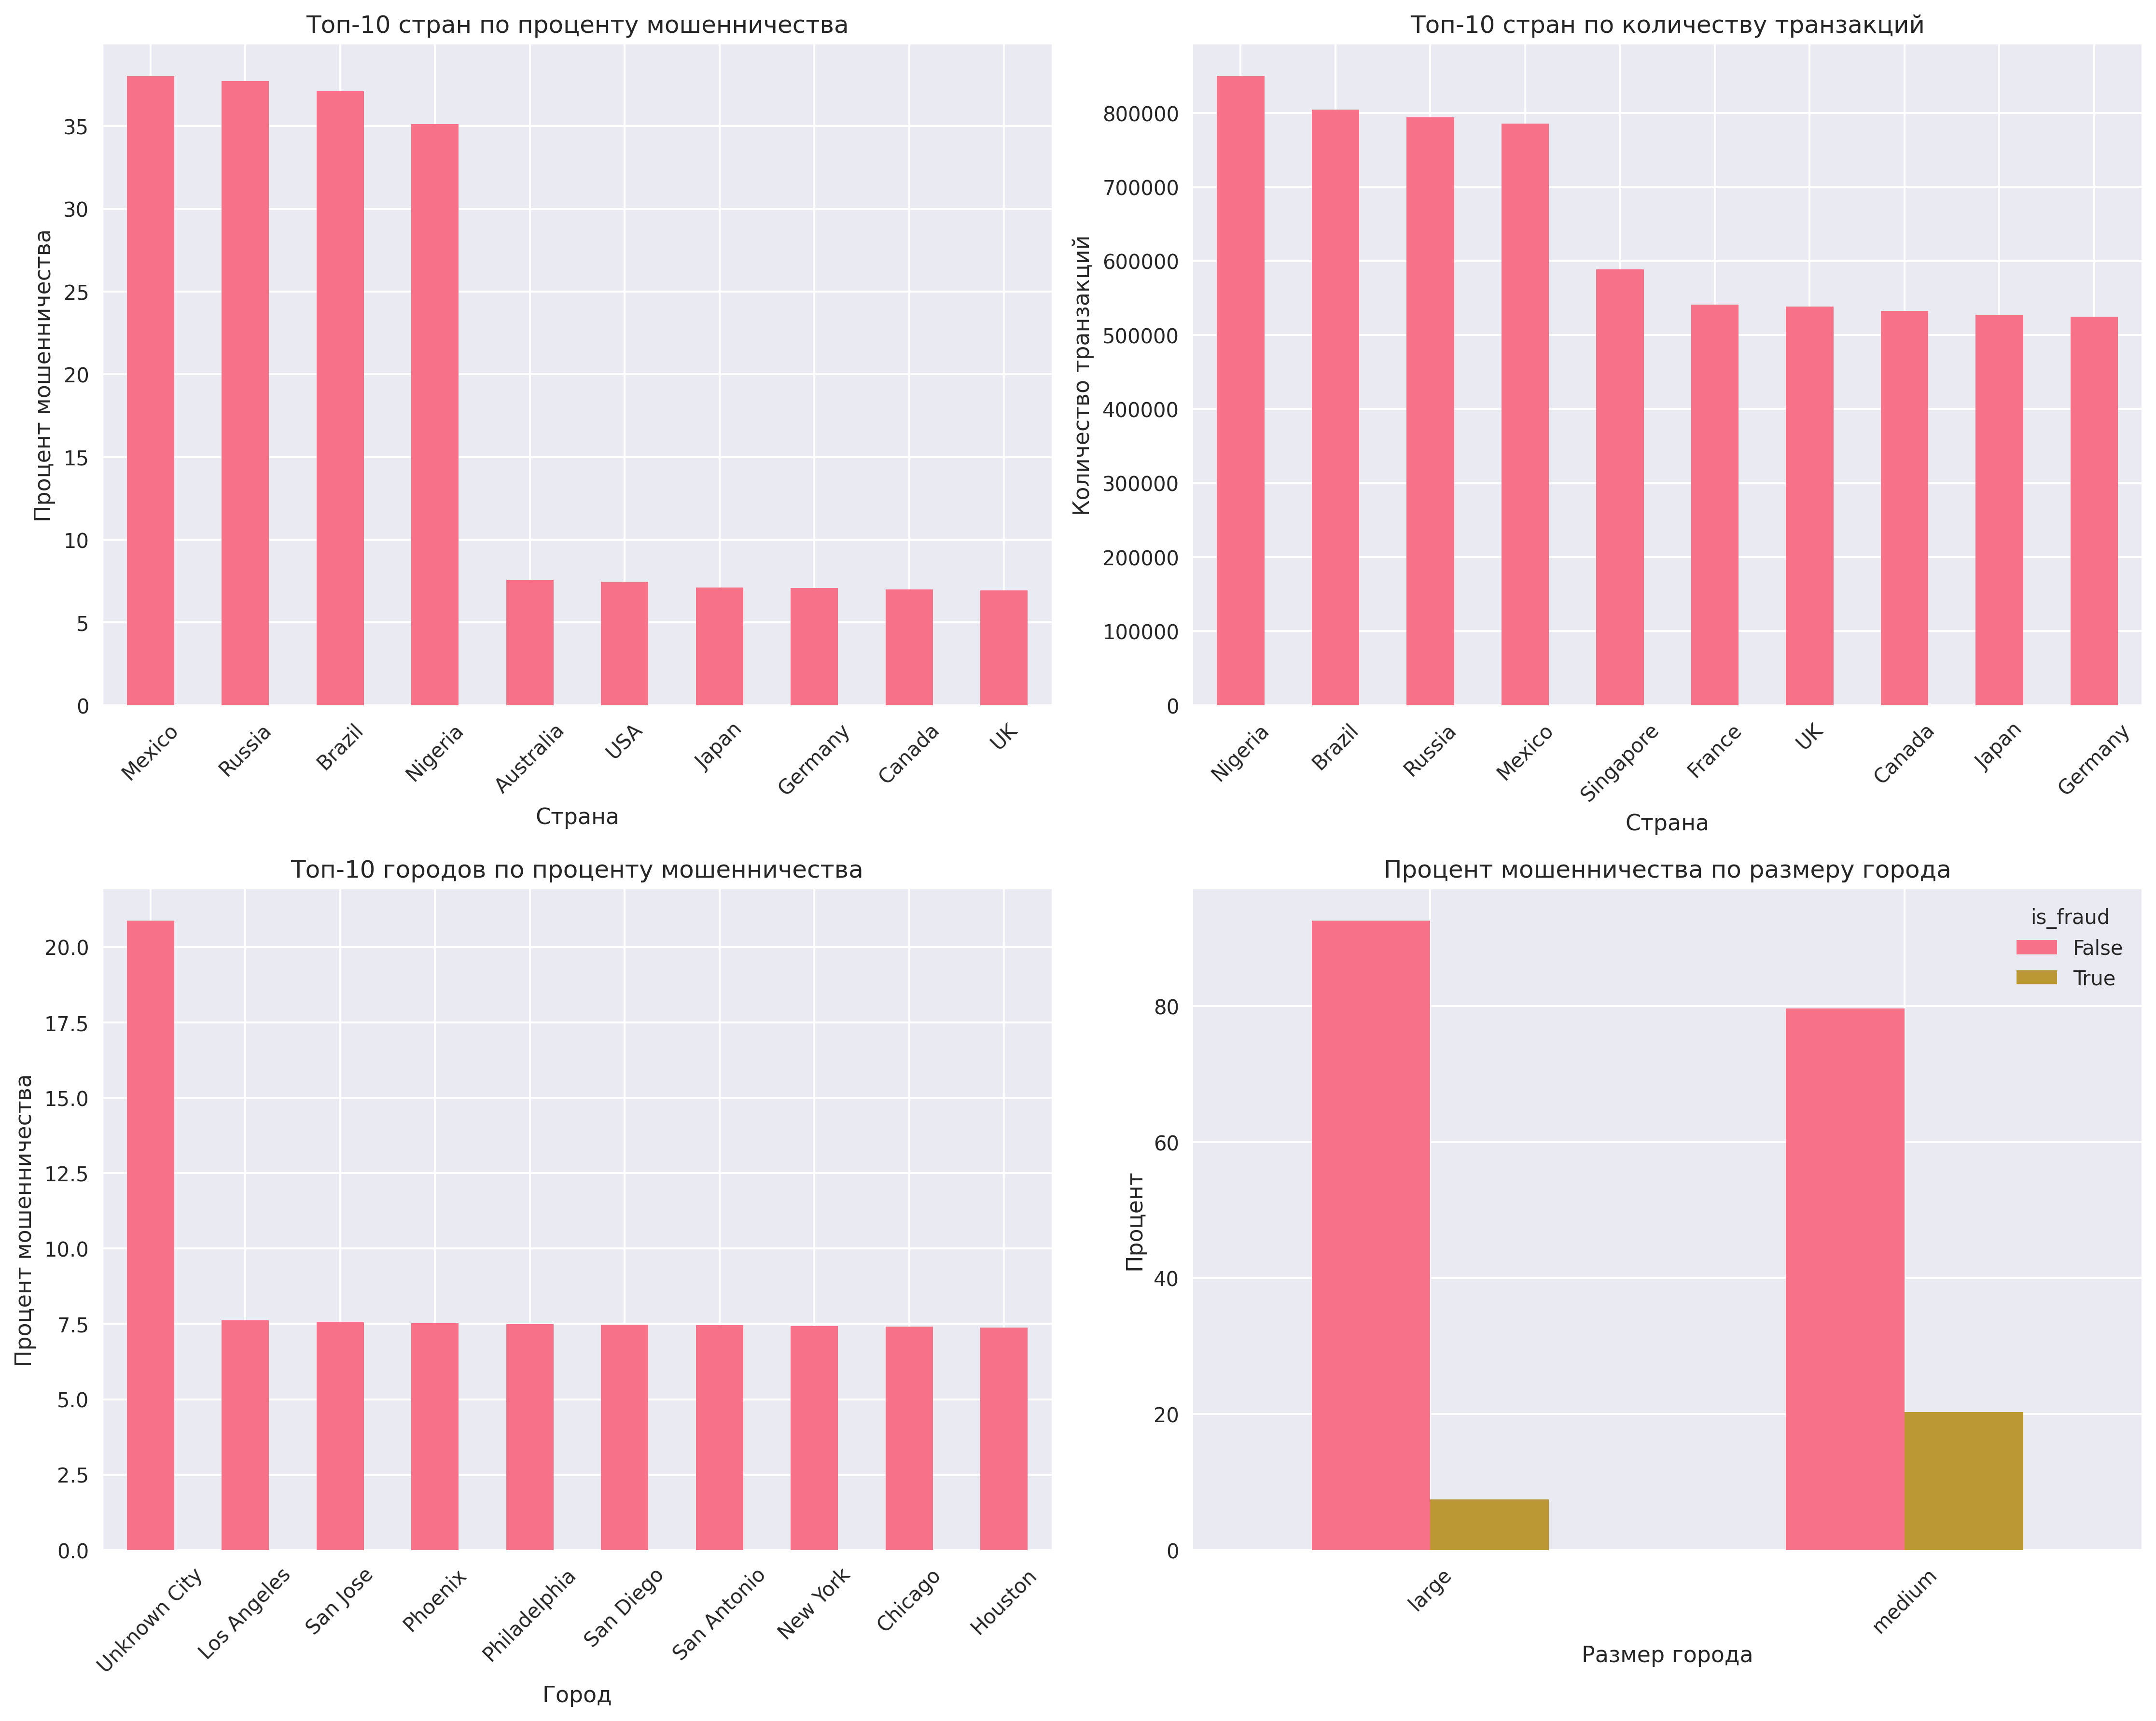 Топ-10 стран по проценту мошенничества
Процент мошенничества
35
30
25
20
15
10
5
0
Mexico
Russia
Brazil
Nigeria
Australia
USA
Japan
Germany
Canada
UK
Страна
Топ-10 стран по количеству транзакций
Количество транзакций
800000
700000
600000
500000
400000
300000
200000
100000
0
Nigeria
Brazil
Russia
Mexico
Singapore
France
UK
Canada
Japan
Germany
Страна
Топ-10 городов по проценту мошенничества
Процент мошенничества
20.0
17.5
15.0
12.5
10.0
7.5
5.0
2.5
0.0
Unknown City
Los Angeles
San Jose
Phoenix
Philadelphia
San Diego
San Antonio
New York
Chicago
Houston
Город
Процент мошенничества по размеру города
is_fraud
False
True
Процент
80
60
40
20
0
large
medium
Размер города